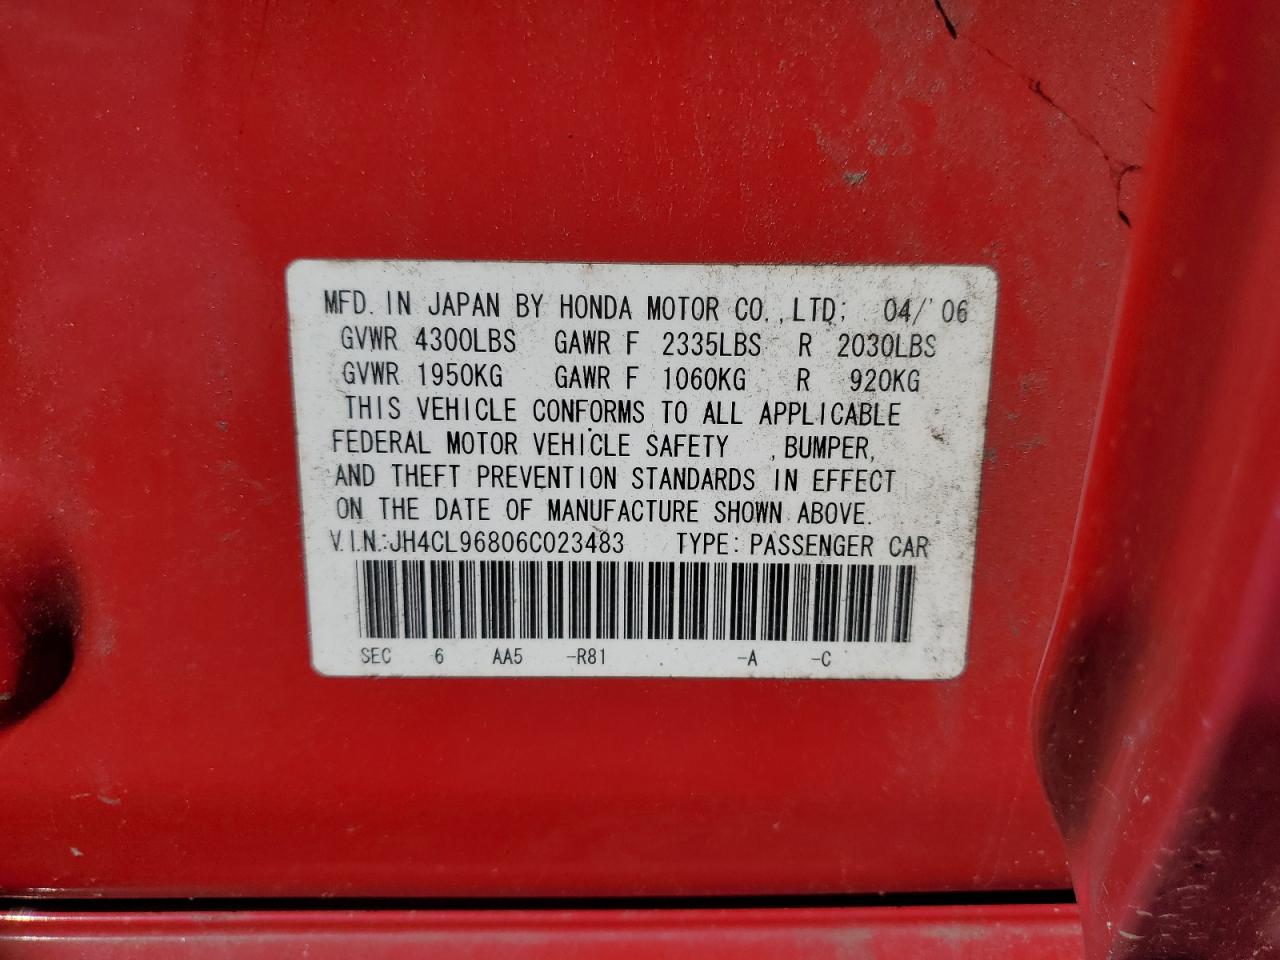 MFD. IN JAPAN BY HONDA MOTOR CO., LTD; 04/'06
GVWR 4300LBS GAWR F 2335LBS R 2030LBS
GVWR 1950KG GAWR F 1060KG R 920KG
THIS VEHICLE CONFORMS TO ALL APPLICABLE
FEDERAL MOTOR VEHICLE SAFETY , BUMPER,
AND THEFT PREVENTION STANDARDS IN EFFECT
ON THE DATE OF MANUFACTURE SHOWN ABOVE.
V.I.N.:JH4CL96806C023483 TYPE: PASSENGER CAR
SEC 6 AA5 -R81 -A -C